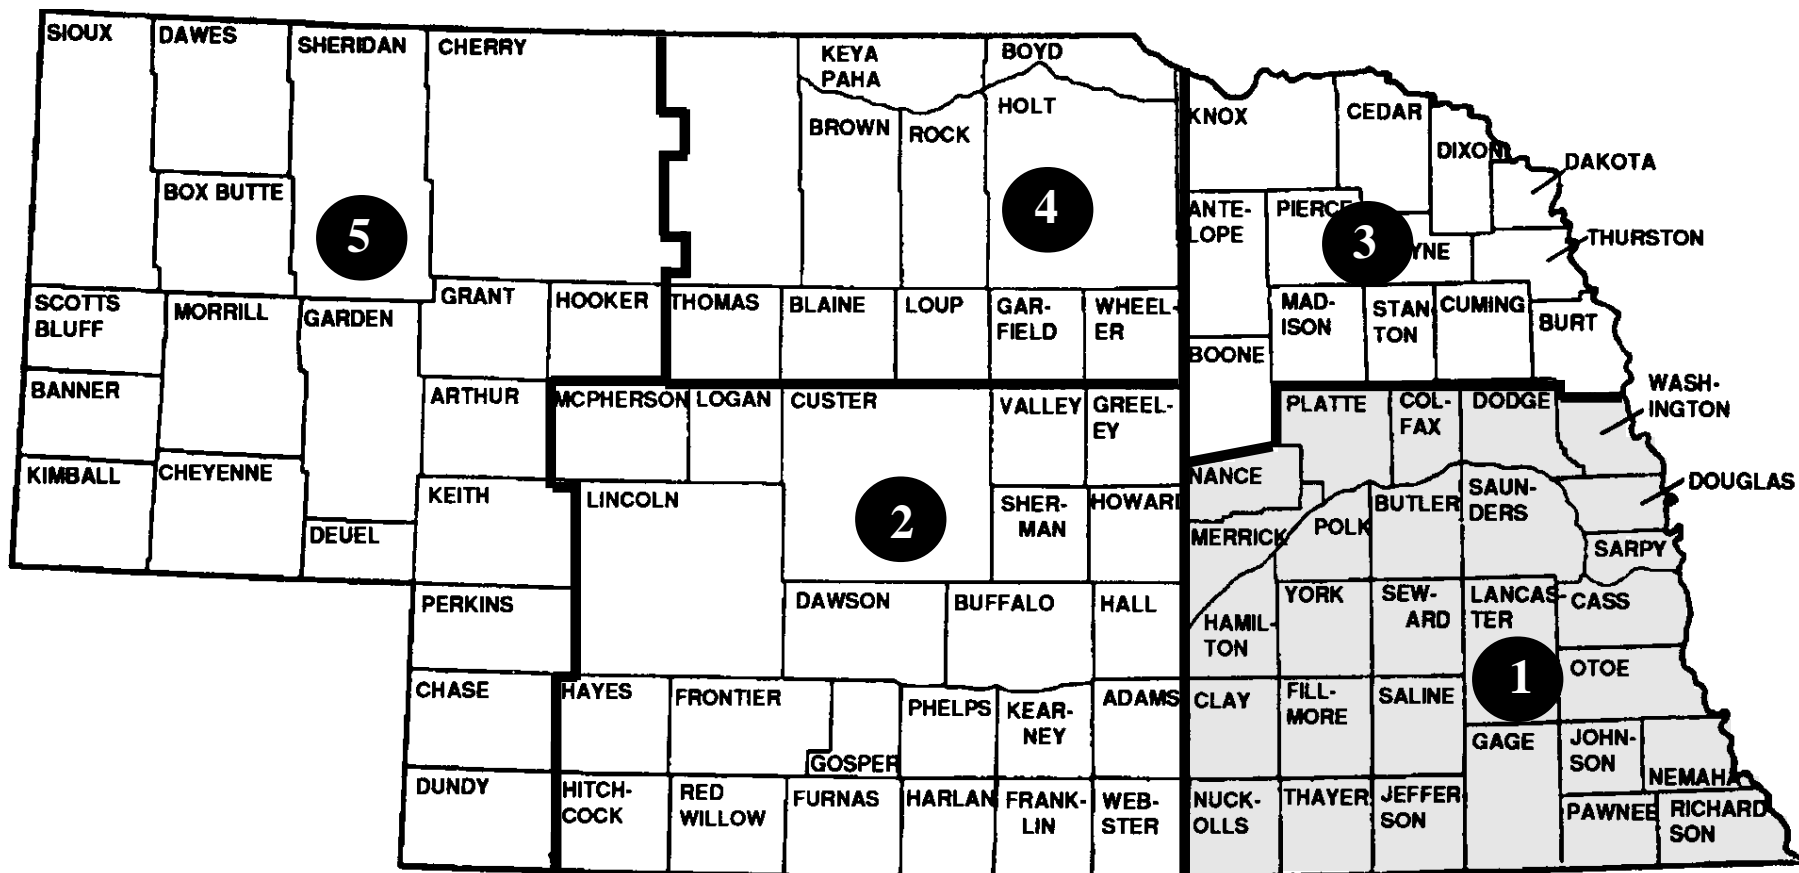 SIOUX
DAWES
SHERIDAN
CHERRY
KEYA
PAHA
BOYD
HOLT
BROWN
ROCK
KNOX
CEDAR
DIXON
DAKOTA
BOX BUTTE
5
4
ANTE-
LOPE
PIERCE
3
YNE
THURSTON
SCOTTS
BLUFF
MORRILL
GARDEN
GRANT
HOOKER
THOMAS
BLAINE
LOUP
GAR-
FIELD
WHEEL-
ER
MAD-
ISON
STAN-
TON
CUMING
BURT
BOONE
BANNER
ARTHUR
MCPHERSON
LOGAN
CUSTER
VALLEY
GREEL-
EY
PLATTE
COL-
FAX
DODGE
WASH-
INGTON
KIMBALL
CHEYENNE
KEITH
LINCOLN
2
SHER-
MAN
HOWARD
NANCE
BUTLER
SAUN-
DERS
DOUGLAS
DEUEL
MERRICK
POLK
SARPY
PERKINS
DAWSON
BUFFALO
HALL
HAMIL-
TON
YORK
SEW-
ARD
LANCAS-
TER
CASS
CHASE
HAYES
FRONTIER
GOSPER
PHELPS
KEAR-
NEY
ADAMS
CLAY
FILL-
MORE
SALINE
1
OTOE
GAGE
JOHN-
SON
NEMAHA
DUNDY
HITCH-
COCK
RED
WILLOW
FURNAS
HARLAN
FRANK-
LIN
WEB-
STER
NUCK-
OLLS
THAYER
JEFFER
SON
PAWNEE
RICHARD
SON